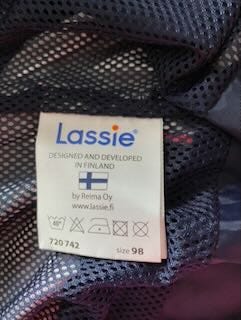 Lassie®
DESIGNED AND DEVELOPED
IN FINLAND
by Reima Oy
www.lassie.fi
40°
720 742
size 98